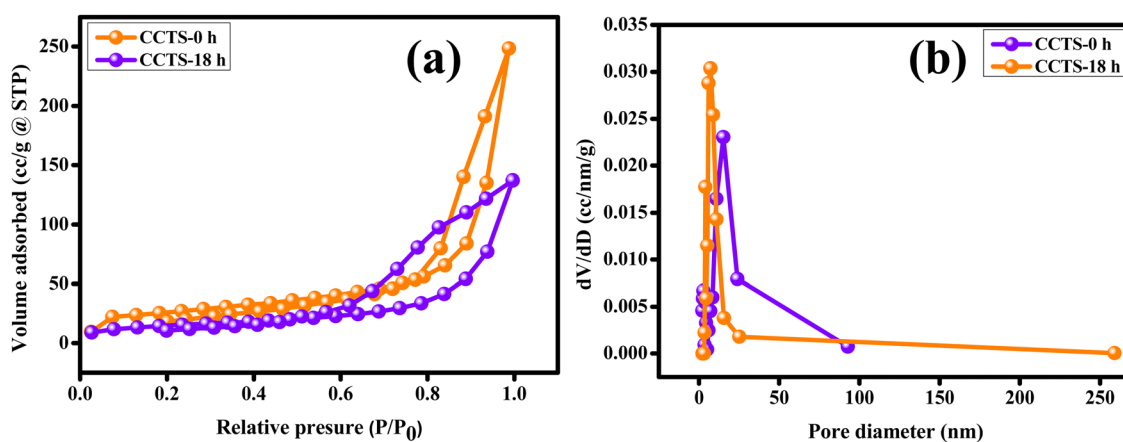 CCTS-0 h
CCTS-18 h
(a)
Volume adsorbed (cc/g @ STP)
250
200
150
100
50
0
0.0 0.2 0.4 0.6 0.8 1.0
Relative presure (P/P0)
CCTS-0 h
CCTS-18 h
(b)
dV/dD (cc/nm/g)
0.035
0.030
0.025
0.020
0.015
0.010
0.005
0.000
0 50 100 150 200 250
Pore diameter (nm)